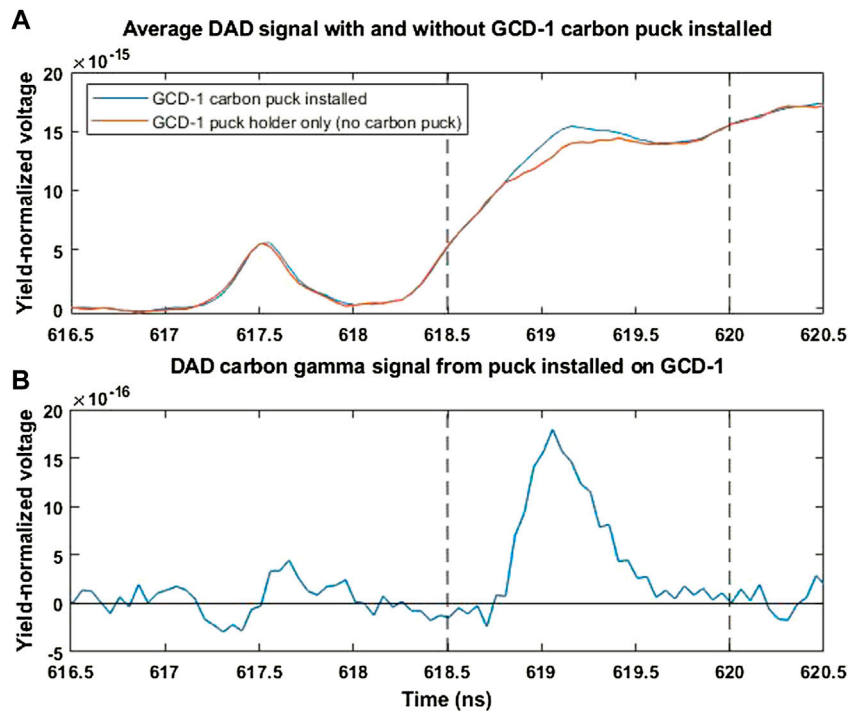 A
Average DAD signal with and without GCD-1 carbon puck installed
×10-15
20
15
10
5
0
Yield-normalized voltage
GCD-1 carbon puck installed
GCD-1 puck holder only (no carbon puck)
616.5 617 617.5 618 618.5 619 619.5 620 620.5
B
DAD carbon gamma signal from puck installed on GCD-1
×10-16
20
15
10
5
0
-5
Yield-normalized voltage
616.5 617 617.5 618 618.5 619 619.5 620 620.5
Time (ns)